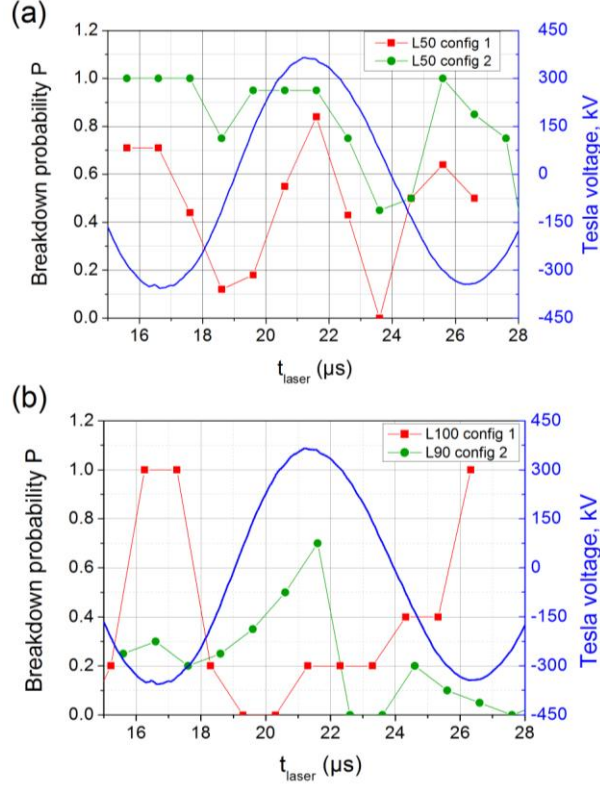 (a)
L50 config 1
L50 config 2
Breakdown probability P
1.2
1.0
0.8
0.6
0.4
0.2
0.0
450
300
150
0
-150
-300
-450
Tesla voltage, kV
16 18 20 22 24 26 28
t_laser (µs)
(b)
L100 config 1
L90 config 2
Breakdown probability P
1.2
1.0
0.8
0.6
0.4
0.2
0.0
450
300
150
0
-150
-300
-450
Tesla voltage, kV
16 18 20 22 24 26 28
t_laser (µs)